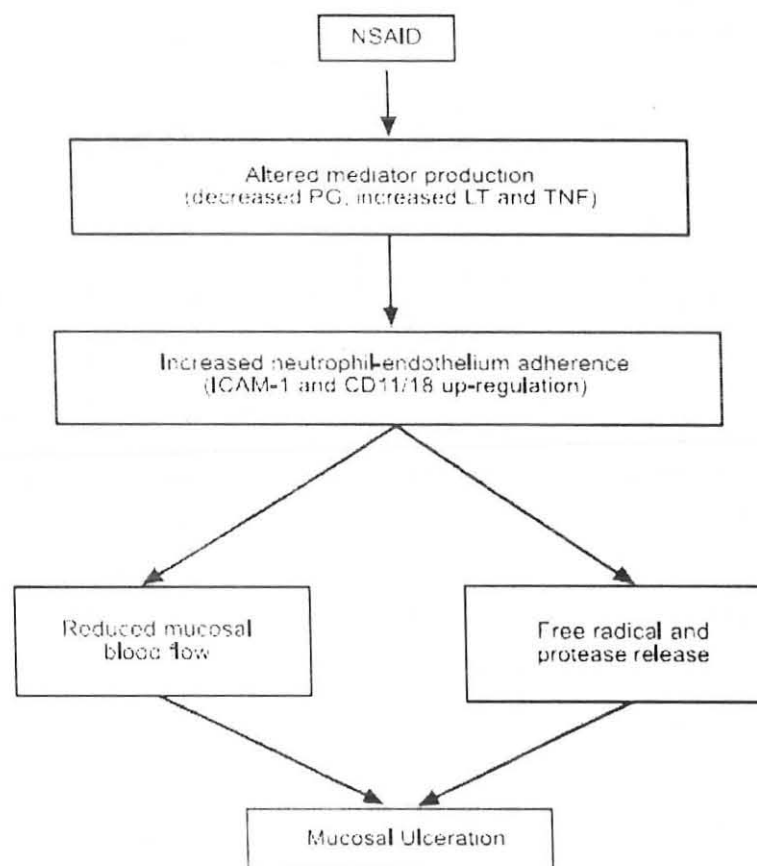 NSAID
Altered mediator production
(decreased PG, increased LT and TNF)
Increased neutrophil-endothelium adherence
(ICAM-1 and CD11/18 up-regulation)
Reduced mucosal
blood flow
Free radical and
protease release
Mucosal Ulceration